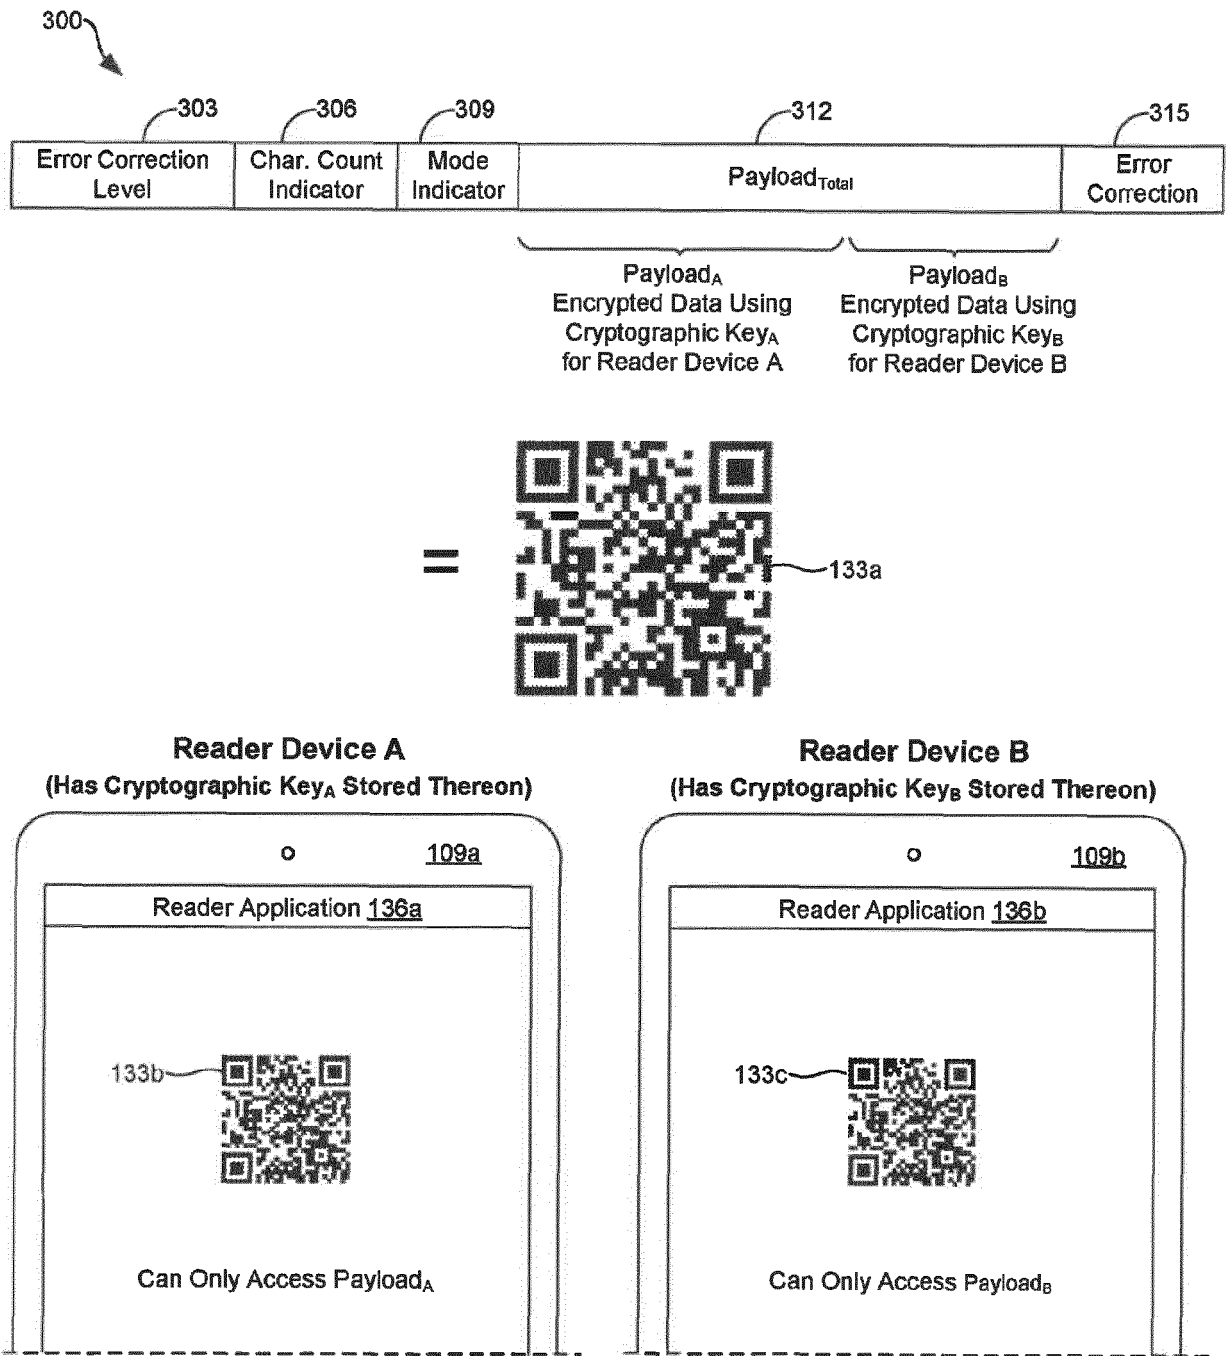 300
303
306
309
312
315
Error Correction
Level
Char. Count
Indicator
Mode
Indicator
PayloadTotal
Error
Correction
PayloadA
Encrypted Data Using
Cryptographic KeyA
for Reader Device A
PayloadB
Encrypted Data Using
Cryptographic KeyB
for Reader Device B
=
133a
Reader Device A
(Has Cryptographic KeyA Stored Thereon)
109a
Reader Application 136a
133b
Can Only Access PayloadA
Reader Device B
(Has Cryptographic KeyB Stored Thereon)
109b
Reader Application 136b
133c
Can Only Access PayloadB